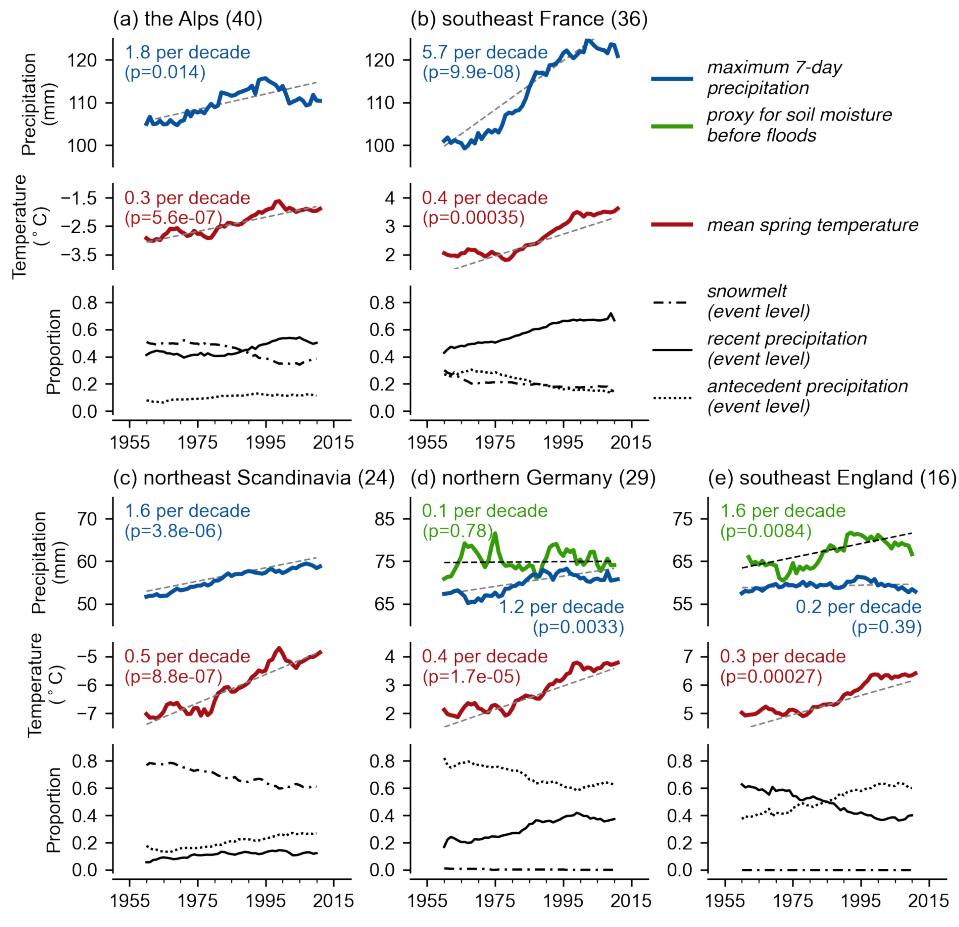 (a) the Alps (40)
(b) southeast France (36)
Precipitation
(mm)
120
110
100
1.8 per decade
(p=0.014)
120
110
100
5.7 per decade
(p=9.9e-08)
maximum 7-day
precipitation
proxy for soil moisture
before floods
Temperature
(°C)
−1.5
−2.5
−3.5
0.3 per decade
(p=5.6e-07)
4
3
2
0.4 per decade
(p=0.00035)
mean spring temperature
Proportion
0.8
0.6
0.4
0.2
0.0
0.8
0.6
0.4
0.2
0.0
snowmelt
(event level)
recent precipitation
(event level)
antecedent precipitation
(event level)
1955 1975 1995 2015
1955 1975 1995 2015
(c) northeast Scandinavia (24)
(d) northern Germany (29)
(e) southeast England (16)
Precipitation
(mm)
70
60
50
1.6 per decade
(p=3.8e-06)
85
75
65
0.1 per decade
(p=0.78)
1.2 per decade
(p=0.0033)
75
65
55
1.6 per decade
(p=0.0084)
0.2 per decade
(p=0.39)
Temperature
(°C)
−5
−6
−7
0.5 per decade
(p=8.8e-07)
4
3
2
0.4 per decade
(p=1.7e-05)
7
6
5
0.3 per decade
(p=0.00027)
Proportion
0.8
0.6
0.4
0.2
0.0
0.8
0.6
0.4
0.2
0.0
0.8
0.6
0.4
0.2
0.0
1955 1975 1995 2015
1955 1975 1995 2015
1955 1975 1995 2015